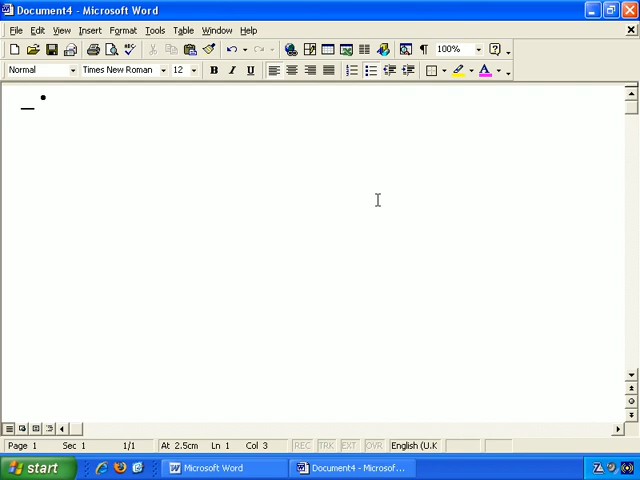 Document4 - Microsoft Word
File Edit View Insert Format Tools Table Window Help
100%
Normal Times New Roman 12 B I U A
Page 1 Sec 1 1/1 At 2.5cm Ln 1 Col 3 REC TRK EXT OVR English (U.K
start Microsoft Word Document4 - Microsof...